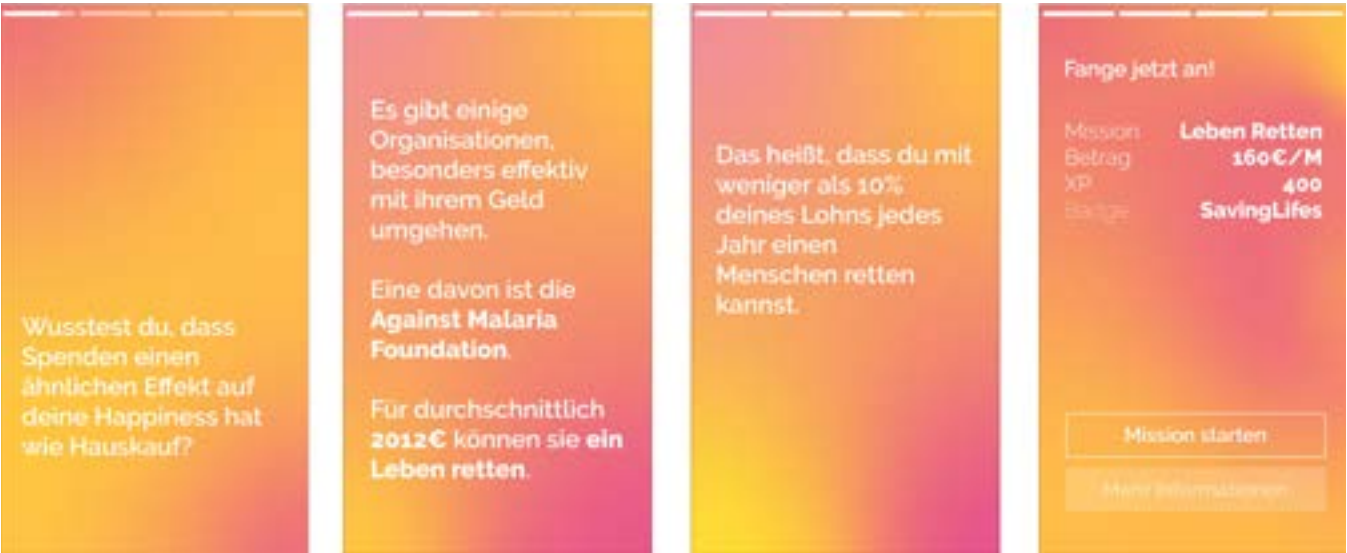 Wusstest du, dass
Spenden einen
ähnlichen Effekt auf
deine Happiness hat
wie Hauskauf?
Es gibt einige
Organisationen,
besonders effektiv
mit ihrem Geld
umgehen.
Eine davon ist die
Against Malaria
Foundation.
Für durchschnittlich
2012€ können sie ein
Leben retten.
Das heißt, dass du mit
weniger als 10%
deines Lohns jedes
Jahr einen
Menschen retten
kannst.
Fange jetzt an!
Mission Leben Retten
Betrag 160€/M
XP 400
Badge SavingLifes
Mission starten
Mehr Informationen